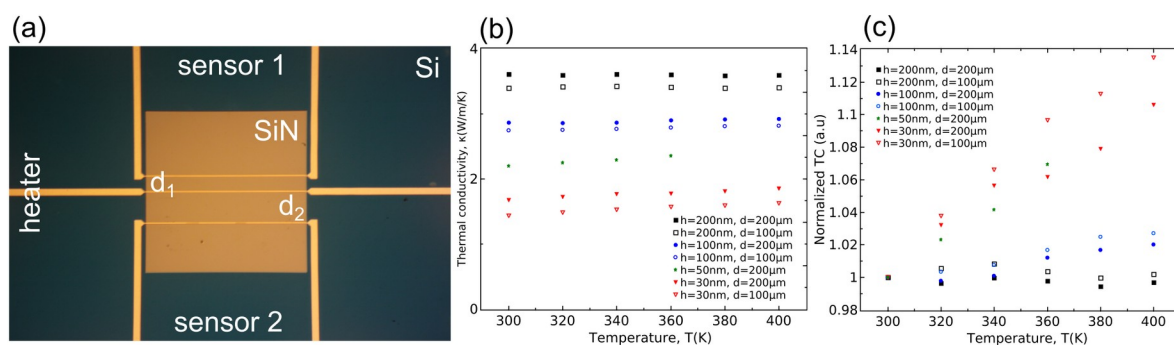 (a)
sensor 1
Si
SiN
heater
d1
d2
sensor 2
(b)
Thermal conductivity, κ(W/m/K)
4
3
2
1
0
300 320 340 360 380 400
Temperature, T(K)
h=200nm, d=200μm
h=200nm, d=100μm
h=100nm, d=200μm
h=100nm, d=100μm
h=50nm, d=200μm
h=30nm, d=200μm
h=30nm, d=100μm
(c)
Normalized TC (a.u)
1.14
1.12
1.10
1.08
1.06
1.04
1.02
1
0.98
300 320 340 360 380 400
Temperature, T(K)
h=200nm, d=200μm
h=200nm, d=100μm
h=100nm, d=200μm
h=100nm, d=100μm
h=50nm, d=200μm
h=30nm, d=200μm
h=30nm, d=100μm